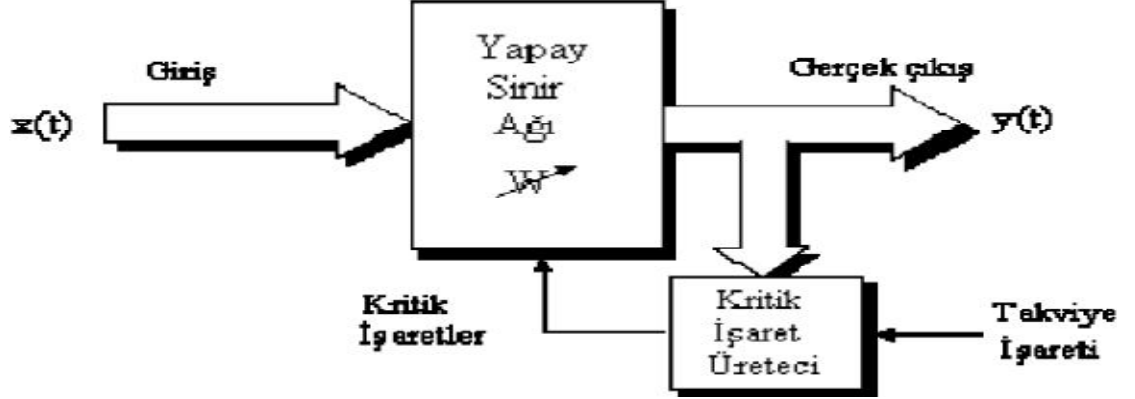 Giriş
x(t)
Yapay
Sinir
Ağı
W
Gerçek çıkış
y(t)
Kritik
İşaretler
Kritik
İşaret
Üreteci
Takviye
İşareti